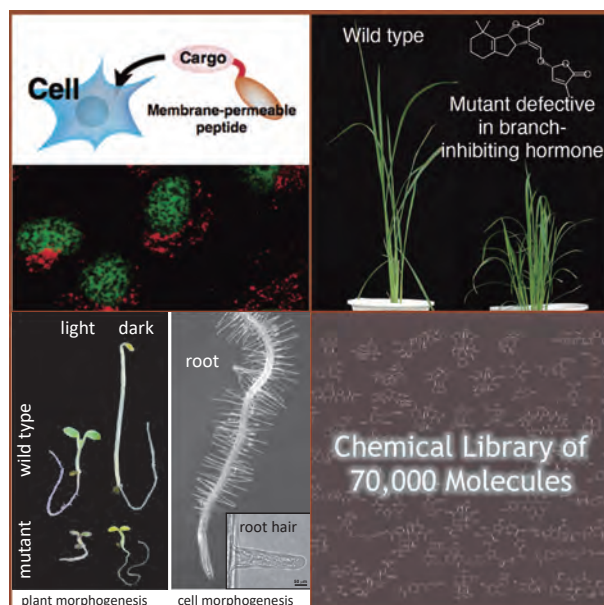 Cell
Cargo
Membrane-permeable
peptide
Wild type
Mutant defective
in branch-
inhibiting hormone
light dark
wild type
mutant
plant morphogenesis
root
root hair
cell morphogenesis
Chemical Library of
70,000 Molecules